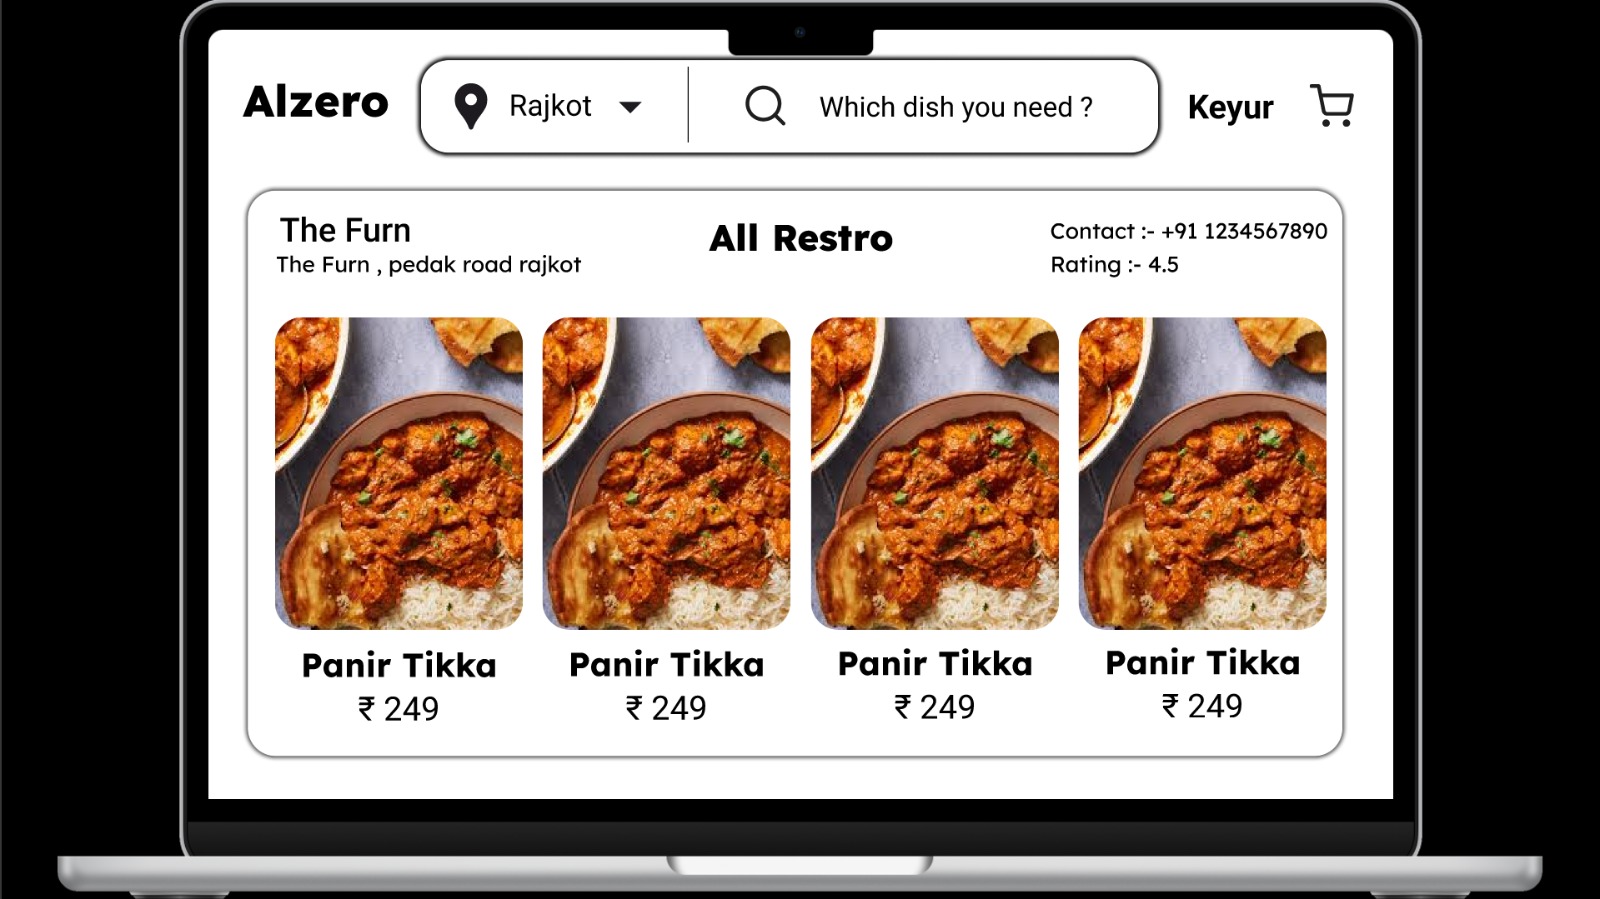 Alzero
Rajkot
Which dish you need ?
Keyur
The Furn
The Furn , pedak road rajkot
All Restro
Contact :- +91 1234567890
Rating :- 4.5
Panir Tikka
₹ 249
Panir Tikka
₹ 249
Panir Tikka
₹ 249
Panir Tikka
₹ 249